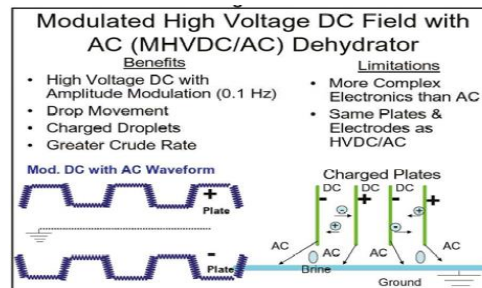 Modulated High Voltage DC Field with
AC (MHVDC/AC) Dehydrator
Benefits
• High Voltage DC with
Amplitude Modulation (0.1 Hz)
• Drop Movement
• Charged Droplets
• Greater Crude Rate
Limitations
• More Complex
Electronics than AC
• Same Plates &
Electrodes as
HVDC/AC
Mod. DC with AC Waveform
+
Plate
-
Plate
Charged Plates
DC DC DC
- + - +
- + - +
AC AC AC AC
Brine
Ground